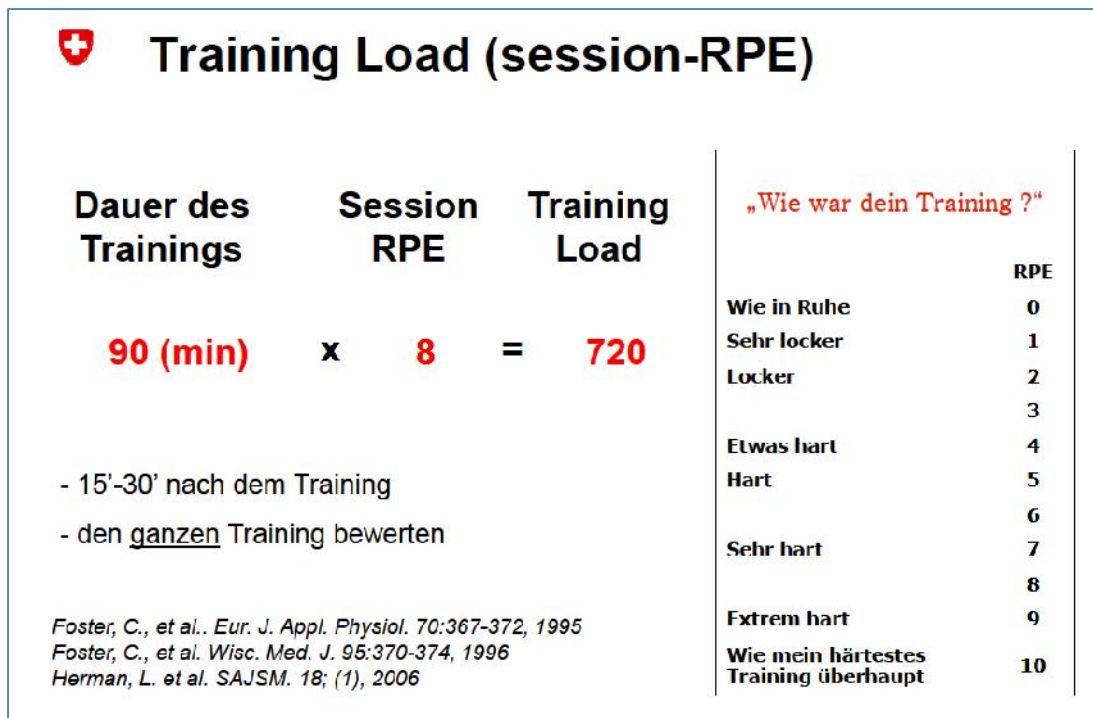 Training Load (session-RPE)
Dauer des Trainings
Session RPE
Training Load
90 (min) x 8 = 720
- 15’-30’ nach dem Training
- den ganzen Training bewerten
Foster, C., et al.. Eur. J. Appl. Physiol. 70:367-372, 1995
Foster, C., et al. Wisc. Med. J. 95:370-374, 1996
Herman, L. et al. SAJSM. 18; (1), 2006
„Wie war dein Training ?“
RPE
Wie in Ruhe 0
Sehr locker 1
Locker 2
3
Etwas hart 4
Hart 5
6
Sehr hart 7
8
Extrem hart 9
Wie mein härtestes
Training überhaupt 10